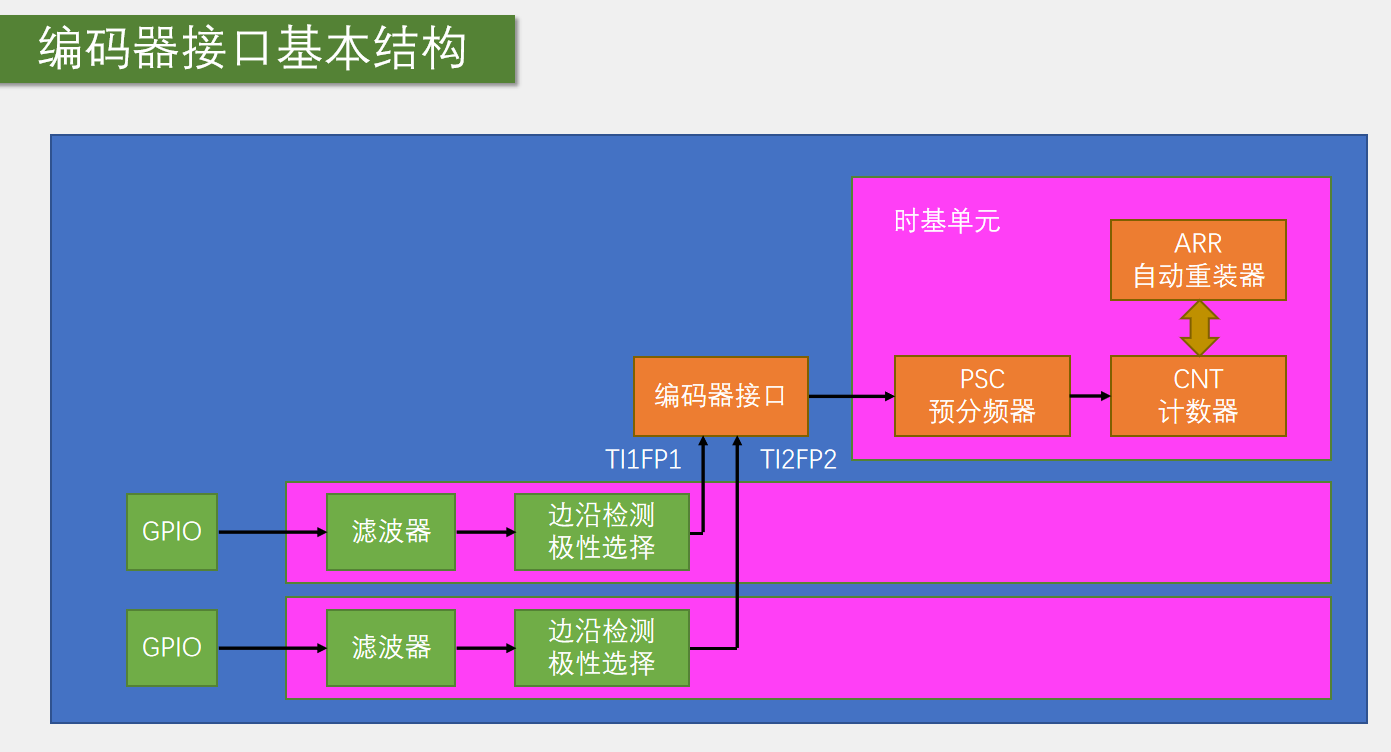 编码器接口基本结构
时基单元
ARR
自动重装器
编码器接口
PSC
预分频器
CNT
计数器
TI1FP1
TI2FP2
GPIO
滤波器
边沿检测
极性选择
GPIO
滤波器
边沿检测
极性选择